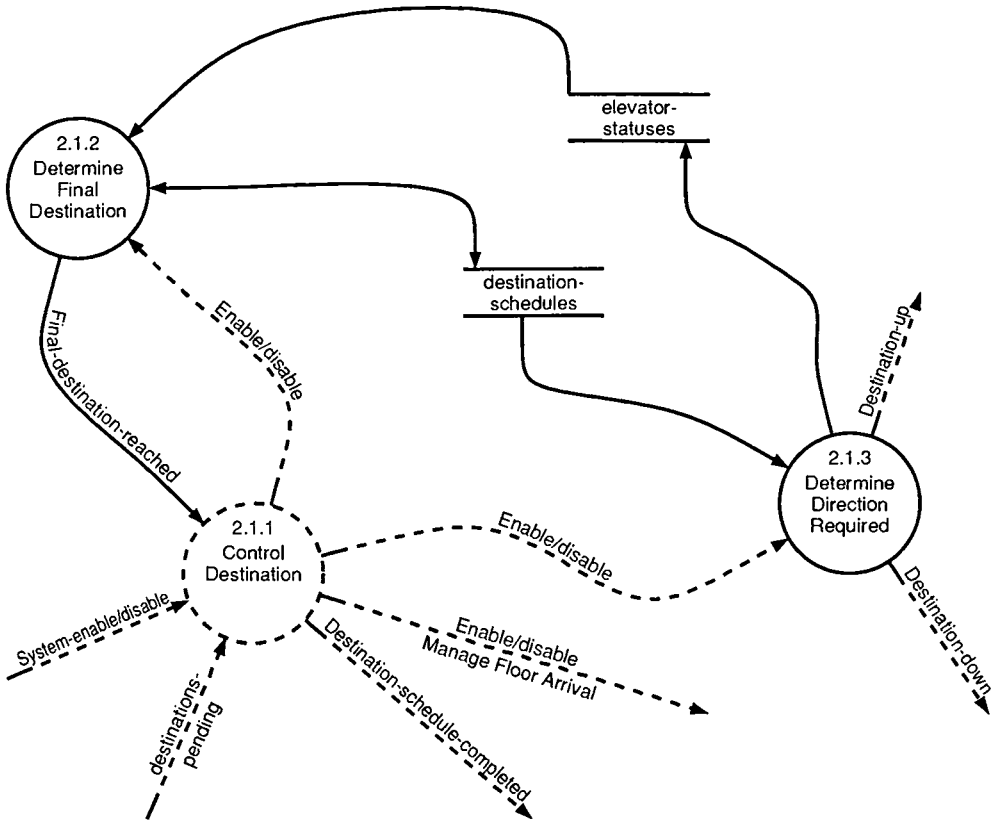 elevator-
statuses
2.1.2
Determine
Final
Destination
destination-
schedules
Enable/disable
Final-destination-reached
Destination-up
2.1.3
Determine
Direction
Required
2.1.1
Control
Destination
Enable/disable
System-enable/disable
Enable/disable
Manage Floor Arrival
Destination-schedule-completed
destinations-
pending
Destination-down